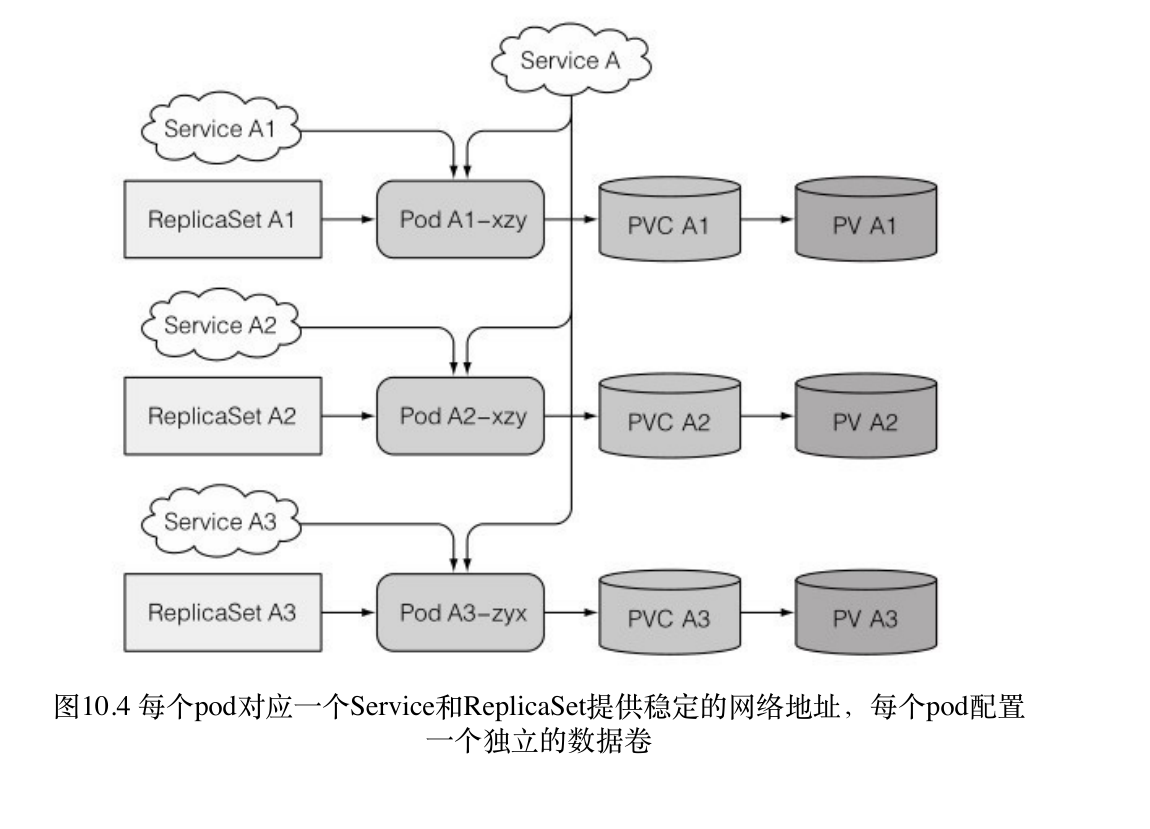 Service A
Service A1
ReplicaSet A1
Pod A1-xzy
PVC A1
PV A1
Service A2
ReplicaSet A2
Pod A2-xzy
PVC A2
PV A2
Service A3
ReplicaSet A3
Pod A3-zyx
PVC A3
PV A3
图10.4 每个pod对应一个Service和ReplicaSet提供稳定的网络地址，每个pod配置
一个独立的数据卷